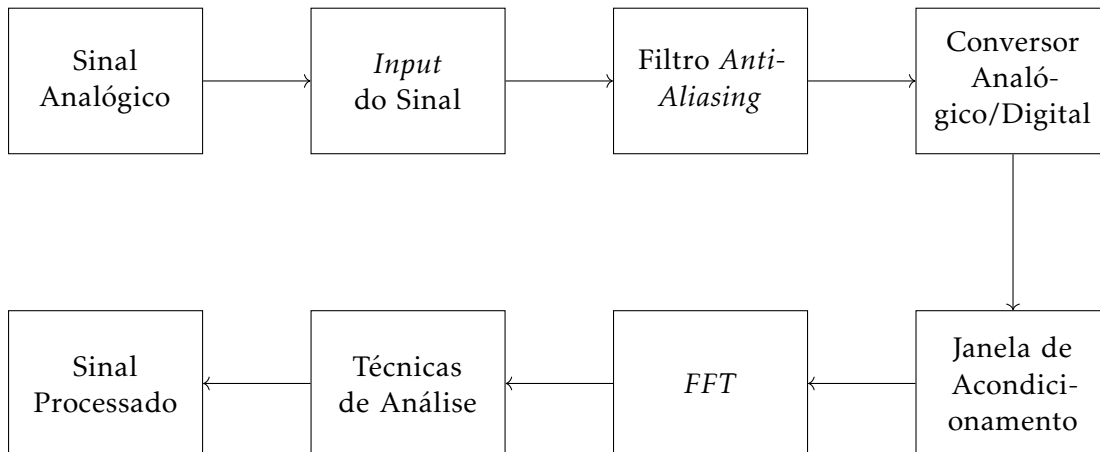 Sinal
Analógico
Input
do Sinal
Filtro Anti-
Aliasing
Conversor
Analó-
gico/Digital
Sinal
Processado
Técnicas
de Análise
FFT
Janela de
Acondici-
onamento